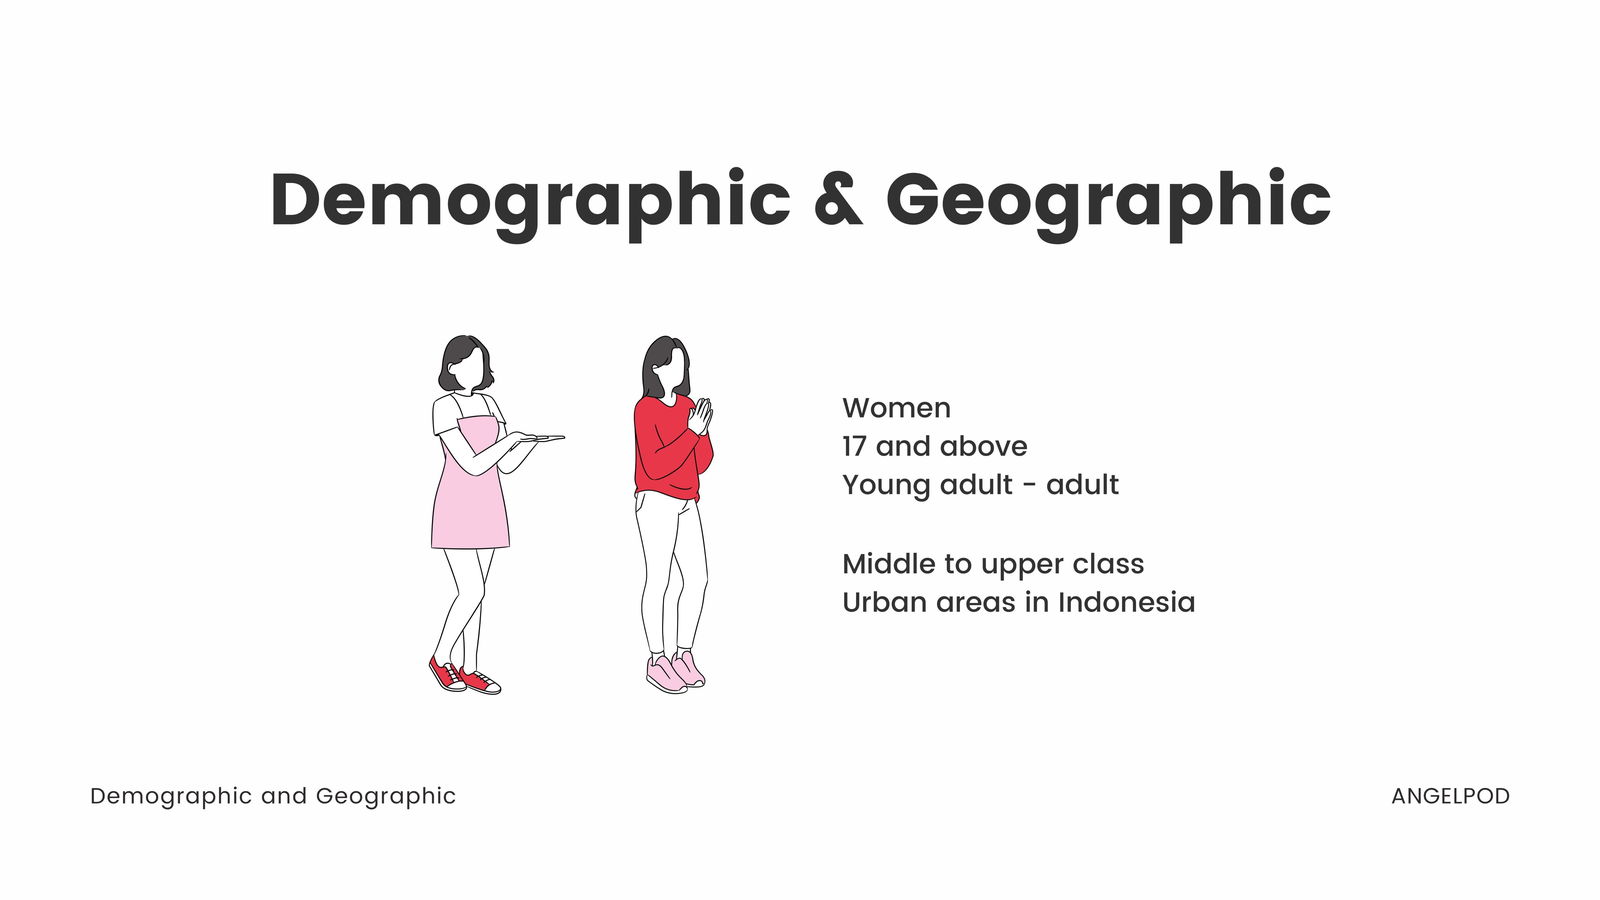 Demographic & Geographic
Women
17 and above
Young adult - adult
Middle to upper class
Urban areas in Indonesia
Demographic and Geographic
ANGELPOD